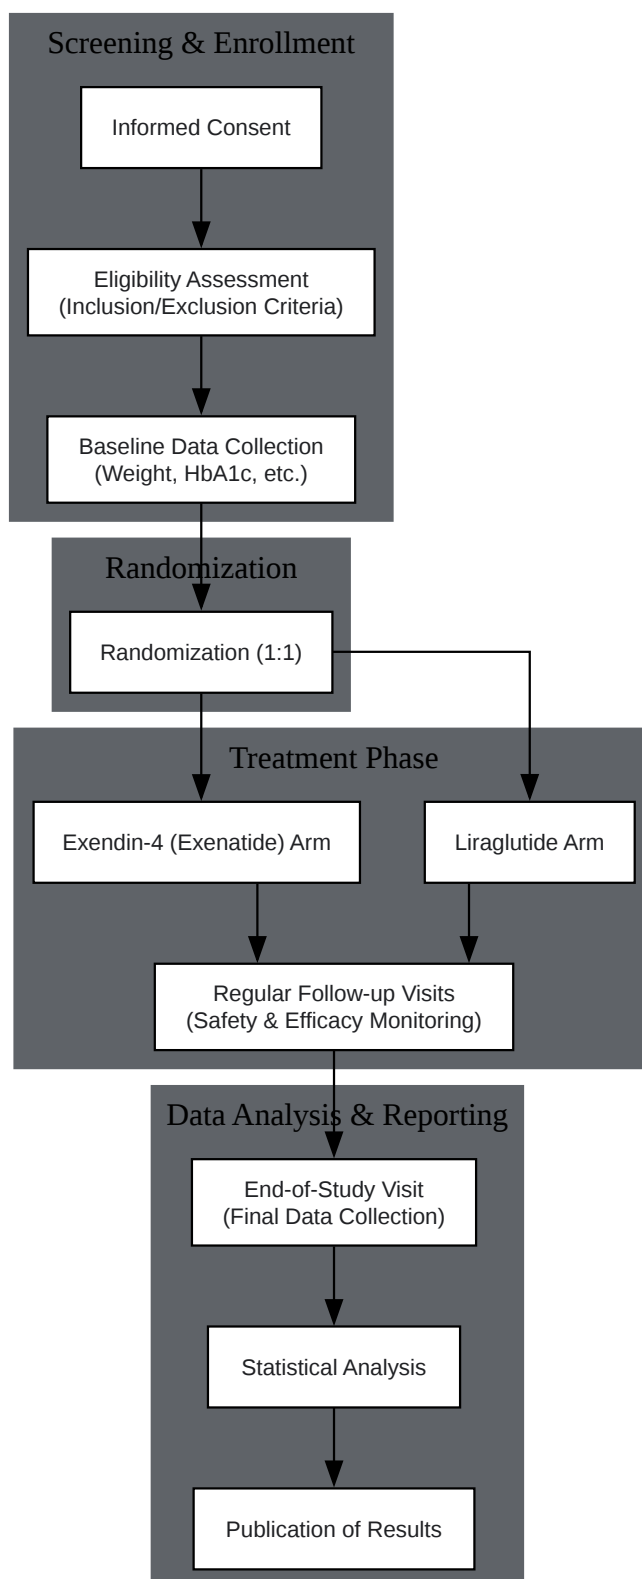 Screening & Enrollment
Informed Consent
Eligibility Assessment
(Inclusion/Exclusion Criteria)
Baseline Data Collection
(Weight, HbA1c, etc.)
Randomization
Randomization (1:1)
Treatment Phase
Exendin-4 (Exenatide) Arm
Liraglutide Arm
Regular Follow-up Visits
(Safety & Efficacy Monitoring)
Data Analysis & Reporting
End-of-Study Visit
(Final Data Collection)
Statistical Analysis
Publication of Results